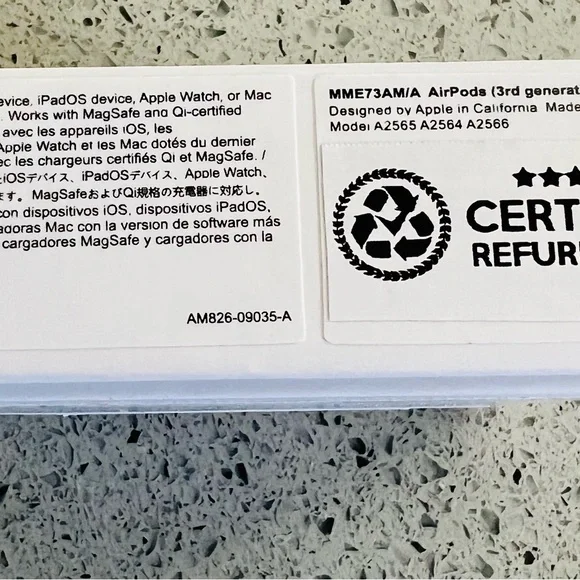 evice, iPadOS device, Apple Watch, or Mac
. Works with MagSafe and Qi-certified
avec les appareils iOS, les
Apple Watch et les Mac dotés du dernier
ec les chargeurs certifiés Qi et MagSafe. /
iOSデバイス、iPadOSデバイス、Apple Watch、
ます。 MagSafeおよびQi規格の充電器に対応し。
con dispositivos iOS, dispositivos iPadOS,
adoras Mac con la version de software más
cargadores MagSafe y cargadores con la
AM826-09035-A
MME73AM/A AirPods (3rd generat
Designed by Apple in California Made
Model A2565 A2564 A2566
★★★
CERT
REFUR